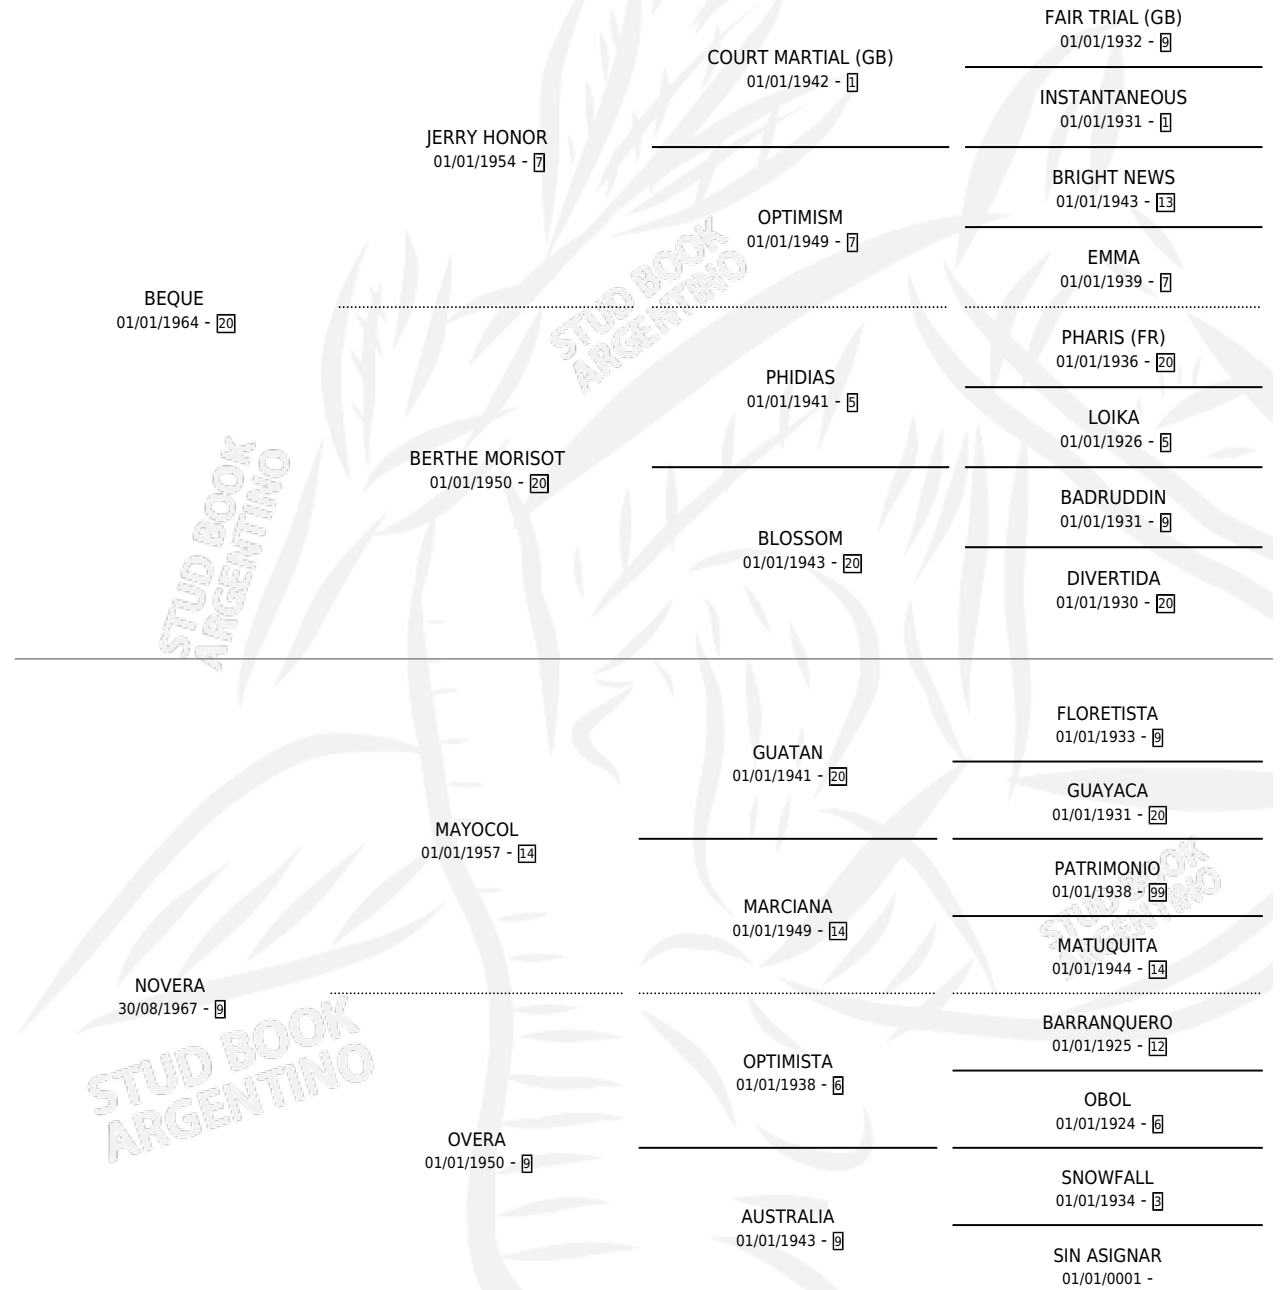 FAIR TRIAL (GB)
01/01/1932 - 9
COURT MARTIAL (GB)
01/01/1942 - 1
INSTANTANEOUS
01/01/1931 - 1
JERRY HONOR
01/01/1954 - 7
BRIGHT NEWS
01/01/1943 - 13
OPTIMISM
01/01/1949 - 7
EMMA
01/01/1939 - 7
BEQUE
01/01/1964 - 20
PHARIS (FR)
01/01/1936 - 20
PHIDIAS
01/01/1941 - 5
LOIKA
01/01/1926 - 5
BERTHE MORISOT
01/01/1950 - 20
BADRUDDIN
01/01/1931 - 9
BLOSSOM
01/01/1943 - 20
DIVERTIDA
01/01/1930 - 20
FLORETISTA
01/01/1933 - 9
GUATAN
01/01/1941 - 20
GUAYACA
01/01/1931 - 20
MAYOCOL
01/01/1957 - 14
PATRIMONIO
01/01/1938 - 99
MARCIANA
01/01/1949 - 14
MATUQUITA
01/01/1944 - 14
NOVERA
30/08/1967 - 9
BARRANQUERO
01/01/1925 - 12
OPTIMISTA
01/01/1938 - 6
OBOL
01/01/1924 - 6
OVERA
01/01/1950 - 9
SNOWFALL
01/01/1934 - 3
AUSTRALIA
01/01/1943 - 9
SIN ASIGNAR
01/01/0001 -
STUD BOOK
ARGENTINO
STUD BOOK
ARGENTINO
STUD BOOK
ARGENTINO
STUD BOOK
ARGENTINO